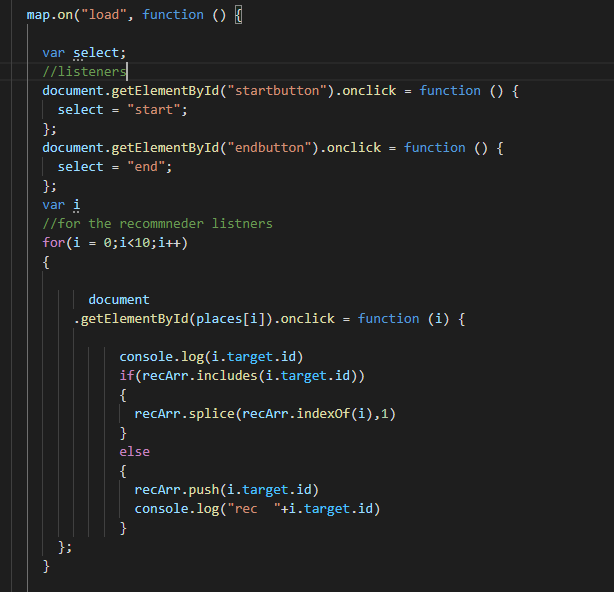 map.on("load", function () {
var select;
//listeners
document.getElementById("startbutton").onclick = function () {
select = "start";
};
document.getElementById("endbutton").onclick = function () {
select = "end";
};
var i
//for the recommneder listners
for(i = 0;i<10;i++)
{
document
.getElementById(places[i]).onclick = function (i) {
console.log(i.target.id)
if(recArr.includes(i.target.id))
{
recArr.splice(recArr.indexOf(i),1)
}
else
{
recArr.push(i.target.id)
console.log("rec  "+i.target.id)
}
};
}